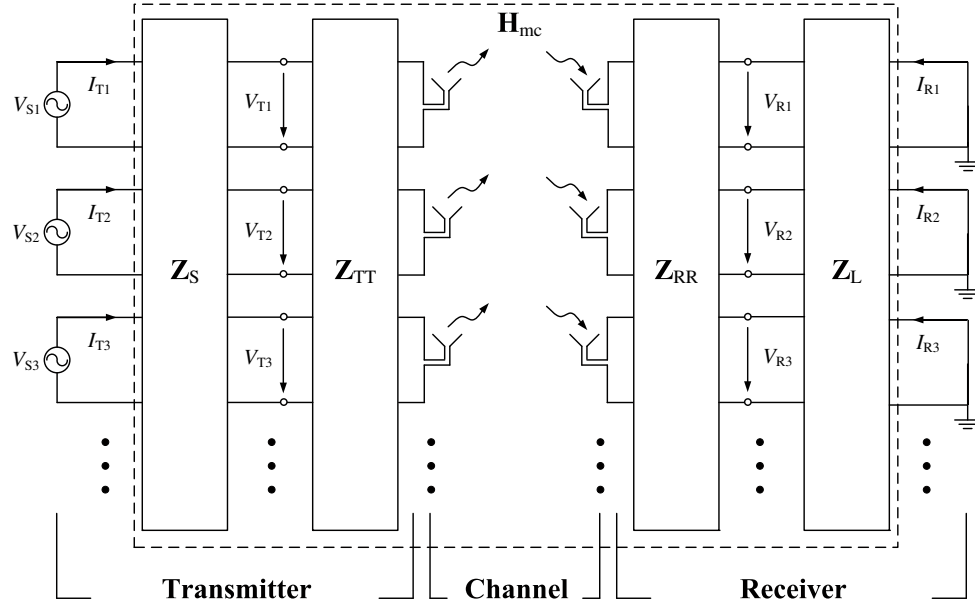 H_mc
I_T1 I_R1
V_S1 V_T1 V_R1
I_T2 I_R2
V_S2 V_T2 V_R2
Z_S Z_TT Z_RR Z_L
I_T3 I_R3
V_S3 V_T3 V_R3
Transmitter Channel Receiver